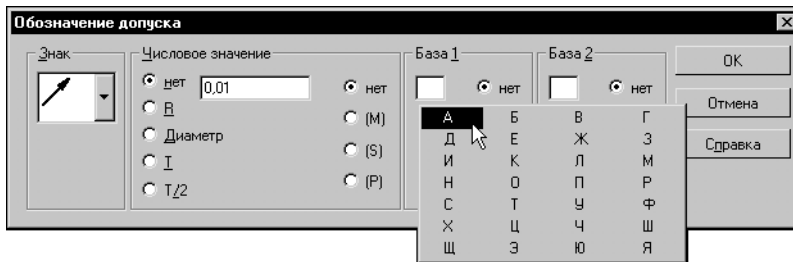 Обозначение допуска
Знак
Числовое значение
База 1
База 2
нет 0,01 нет нет нет OK
R (M) Отмена
Диаметр (S) Справка
T (P)
T/2
А Б В Г
Д Е Ж З
И К Л М
Н О П Р
С Т У Ф
Х Ц Ч Ш
Щ Э Ю Я